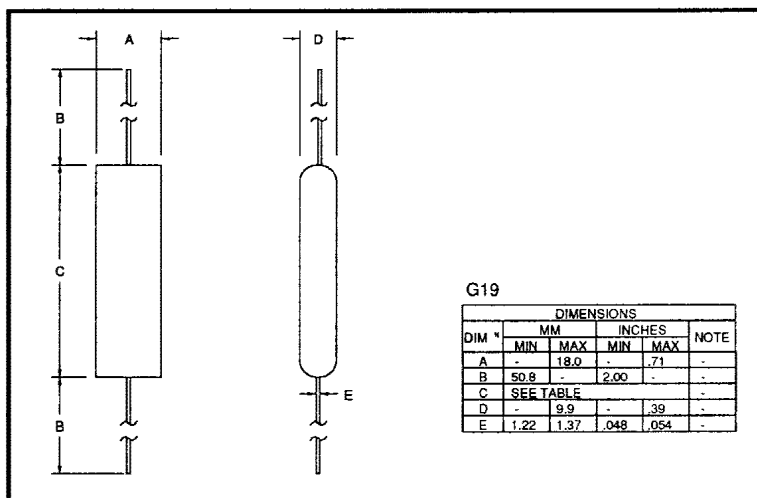 A
D
B
C
B
E
G19
DIMENSIONS
DIM MM INCHES NOTE
MIN MAX MIN MAX
A - 18.0 - .71 -
B 50.8 - 2.00 - -
C SEE TABLE -
D - 9.9 - .39 -
E 1.22 1.37 .048 .054 -